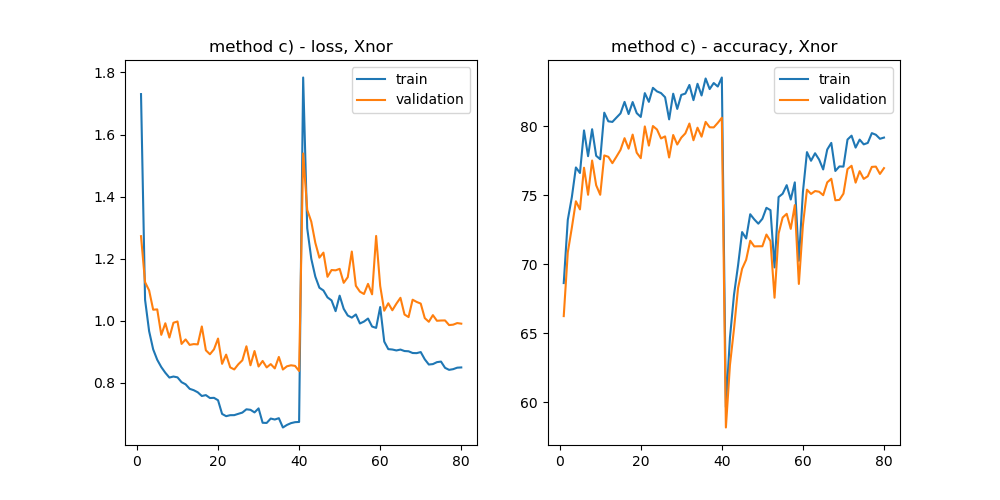 method c) - loss, Xnor
1.8
1.6
1.4
1.2
1.0
0.8
0 20 40 60 80
train
validation
method c) - accuracy, Xnor
80
75
70
65
60
0 20 40 60 80
train
validation